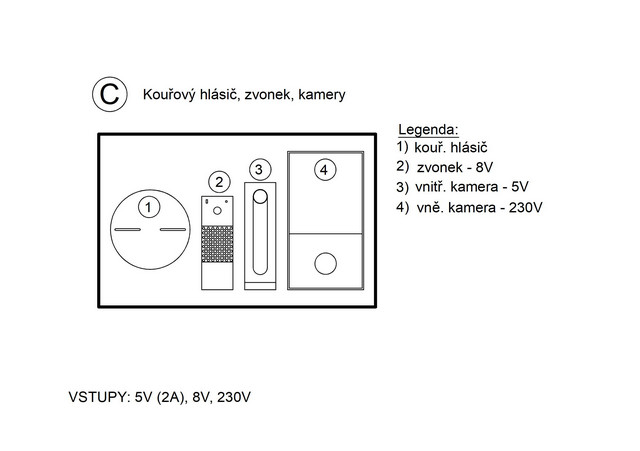 C Kouřový hlásič, zvonek, kamery
Legenda:
1) kouř. hlásič
2) zvonek - 8V
3) vnitř. kamera - 5V
4) vně. kamera - 230V
1
2
3
4
VSTUPY: 5V (2A), 8V, 230V